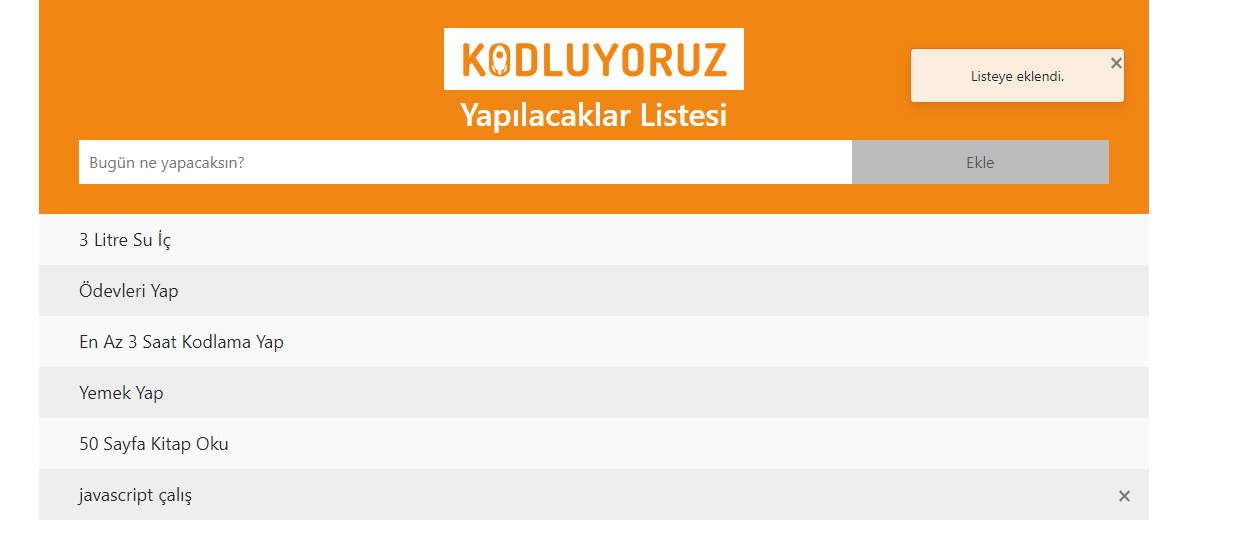 KODLUYORUZ
Listeye eklendi.
Yapılacaklar Listesi
Bugün ne yapacaksın?
Ekle
3 Litre Su İç
Ödevleri Yap
En Az 3 Saat Kodlama Yap
Yemek Yap
50 Sayfa Kitap Oku
javascript çalış